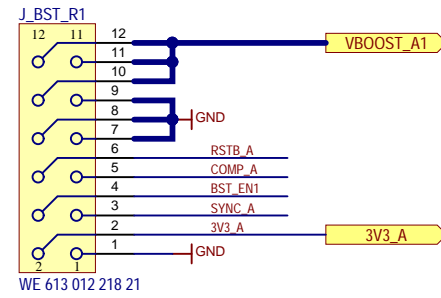 J_BST_R1
12 11 12
VBOOST_A1
11
10
9
8 GND
7
6 RSTB_A
5 COMP_A
4 BST_EN1
3 SYNC_A
2 3V3_A 3V3_A
1 GND
2 1
WE 613 012 218 21